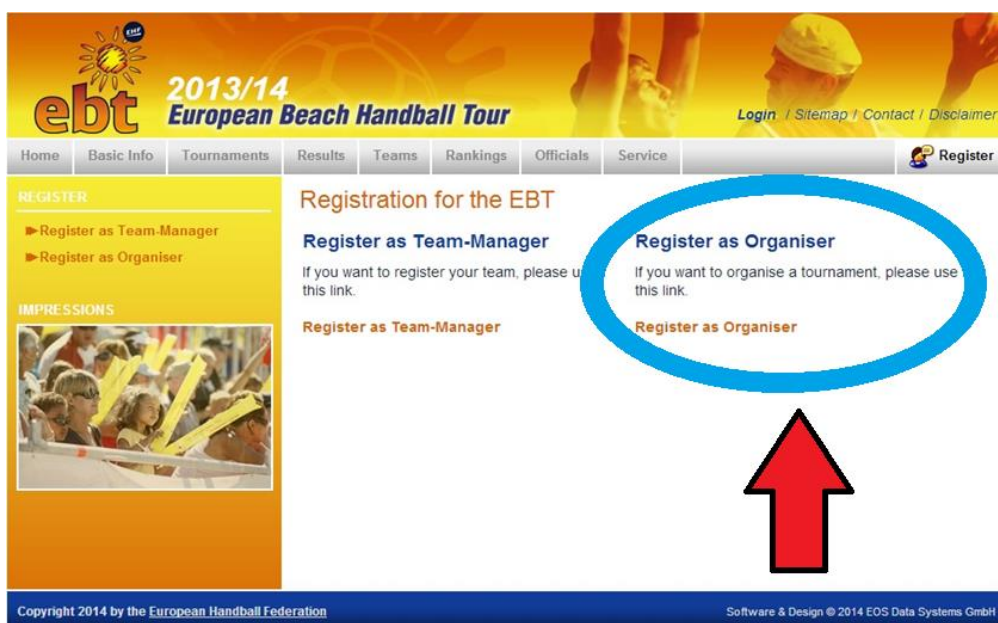 EHF
ebt
2013/14
European Beach Handball Tour
Login / Sitemap / Contact / Disclaimer
Home Basic Info Tournaments Results Teams Rankings Officials Service Register
REGISTER
Register as Team-Manager
Register as Organiser
IMPRESSIONS
Registration for the EBT
Register as Team-Manager
If you want to register your team, please
this link.
Register as Team-Manager
Register as Organiser
If you want to organise a tournament, please use
this link.
Register as Organiser
Copyright 2014 by the European Handball Federation
Software & Design © 2014 EOS Data Systems GmbH